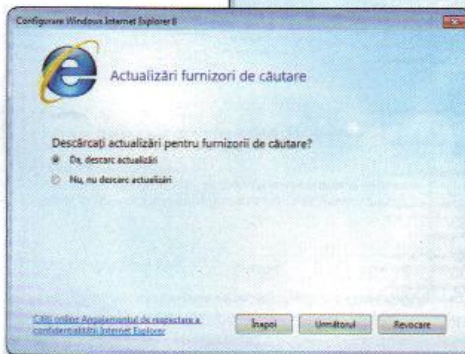 Configurare Windows Internet Explorer 8
Actualizări furnizori de căutare
Descărcați actualizări pentru furnizorii de căutare?
Da, descarc actualizări
Nu, nu descarc actualizări
Citiți online Angajamentul de respectare a
confidențialității Internet Explorer
Înapoi
Următorul
Revocare